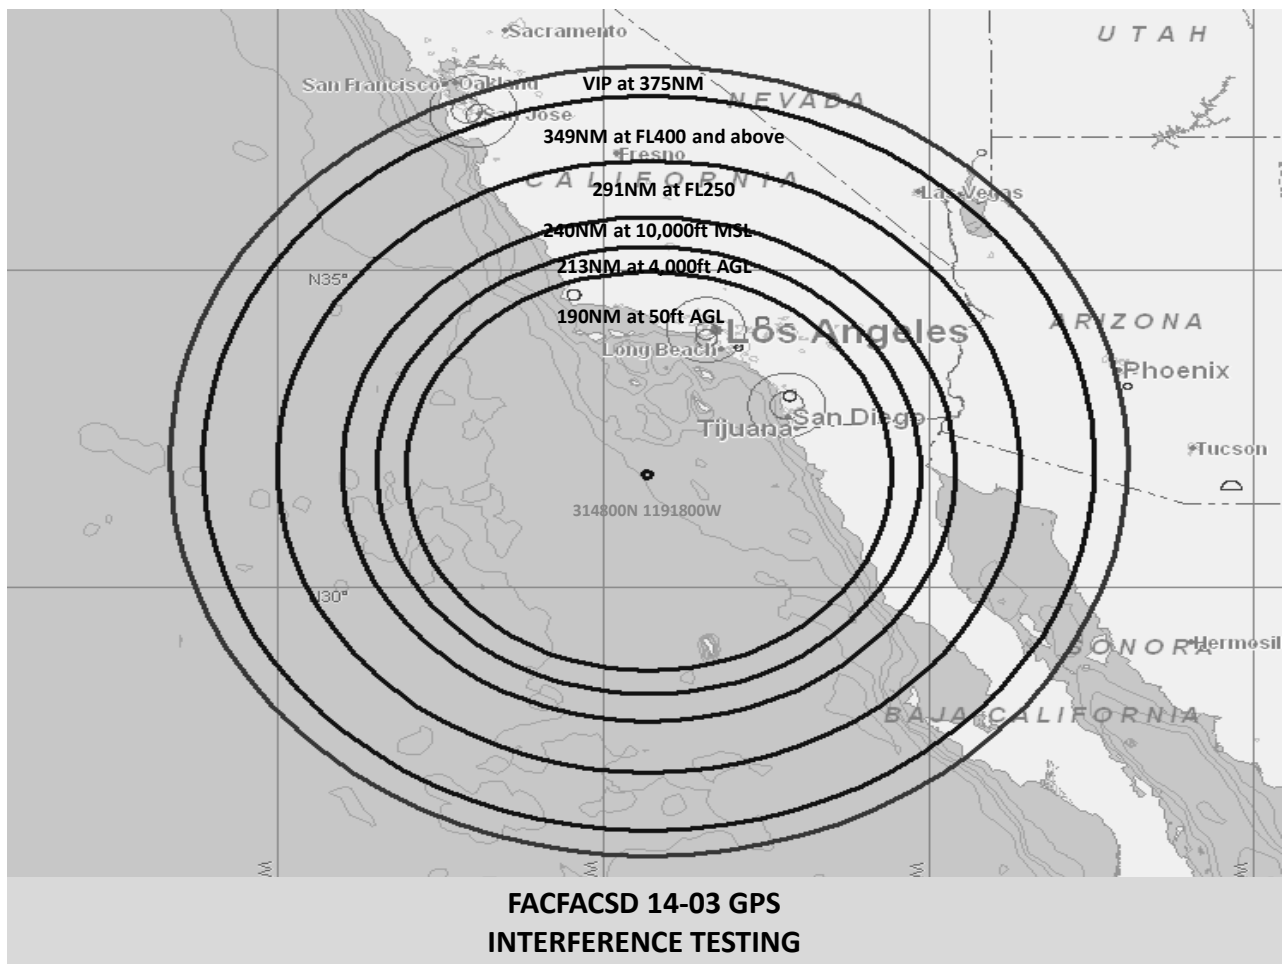 Sacramento
UTAH
San Francisco
Oakland
VIP at 375NM
NEVADA
San Jose
349NM at FL400 and above
Fresno
CALIFORNIA
291NM at FL250
Las Vegas
240NM at 10,000ft MSL
213NM at 4,000ft AGL
N35°
190NM at 50ft AGL
Los Angeles
ARIZONA
Long Beach
Phoenix
San Diego
Tijuana
Tucson
314800N 1191800W
N30°
SONORA
Hermosil
BAJA CALIFORNIA
W
W
W
W
FACFACSD 14-03 GPS
INTERFERENCE TESTING